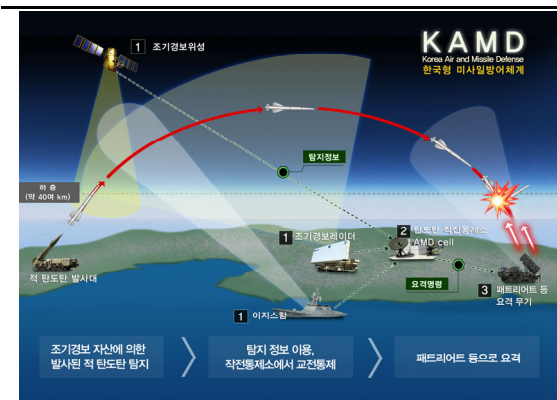 KAMD
Korea Air and Missile Defense
한국형 미사일방어체계
1 조기경보위성
탐지정보
하 층
(약 40여 km)
적 탄도탄 발사대
1 조기경보레이더
2 탄도탄 작전통제소
AMD cell
요격명령
3 패트리어트 등
요격 무기
1 이지스함
조기경보 자산에 의한
발사된 적 탄도탄 탐지
탐지 정보 이용,
작전통제소에서 교전통제
패트리어트 등으로 요격